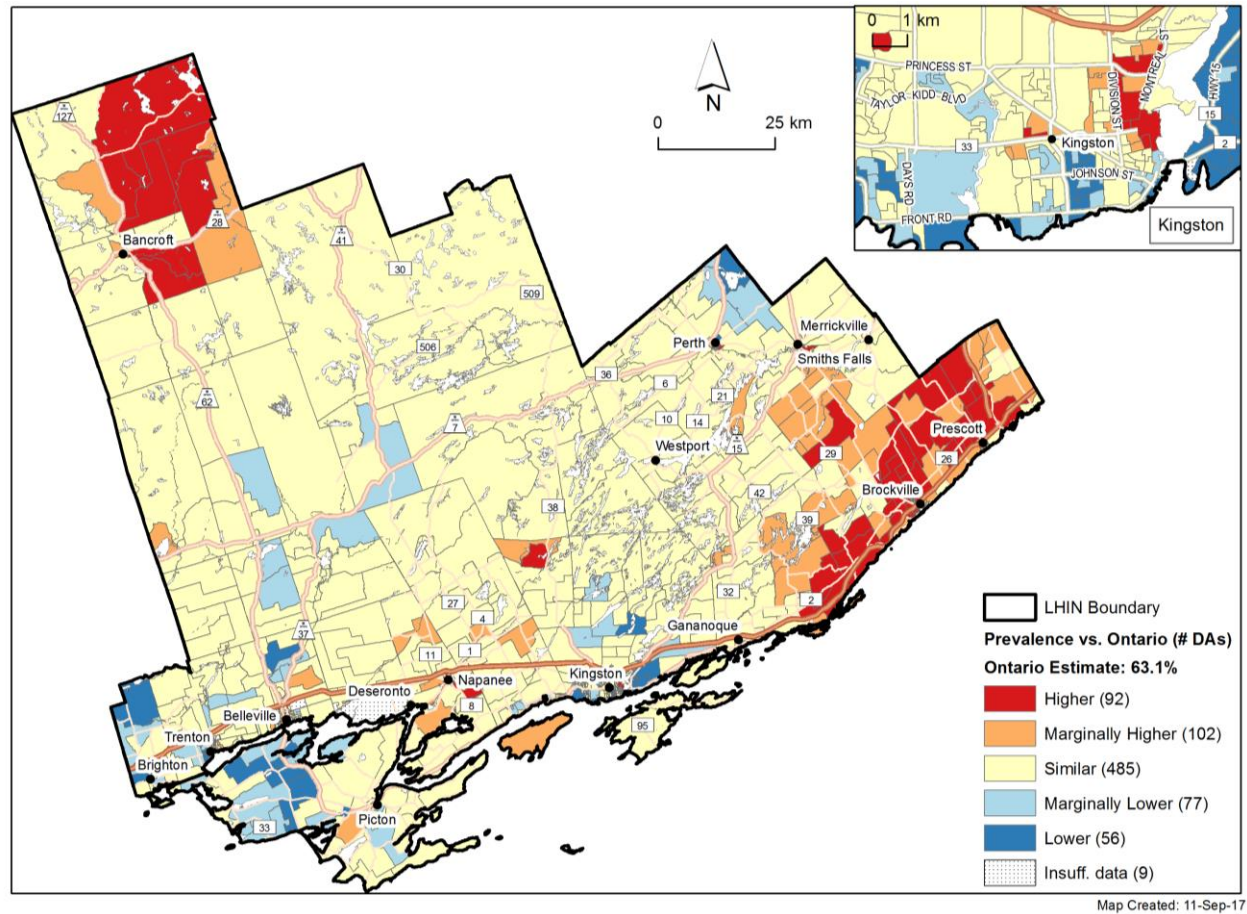 0 1 km
PRINCESS ST
TAYLOR KIDD BLVD
DIVISION ST
MONTREAL ST
HWY 15
15
2
33
Kingston
JOHNSON ST
DAYS RD
FRONT RD
Kingston
N
0 25 km
127
28
Bancroft
41
30
509
506
62
Perth
Merrickville
Smiths Falls
36
6
21
7
10
14
15
Westport
29
Prescott
26
Brockville
42
38
39
27
4
32
2
37
11
1
Gananoque
Napanee
Kingston
Deseronto
8
Belleville
95
Trenton
Brighton
Picton
33
LHIN Boundary
Prevalence vs. Ontario (# DAs)
Ontario Estimate: 63.1%
Higher (92)
Marginally Higher (102)
Similar (485)
Marginally Lower (77)
Lower (56)
Insuff. data (9)
Map Created: 11-Sep-17